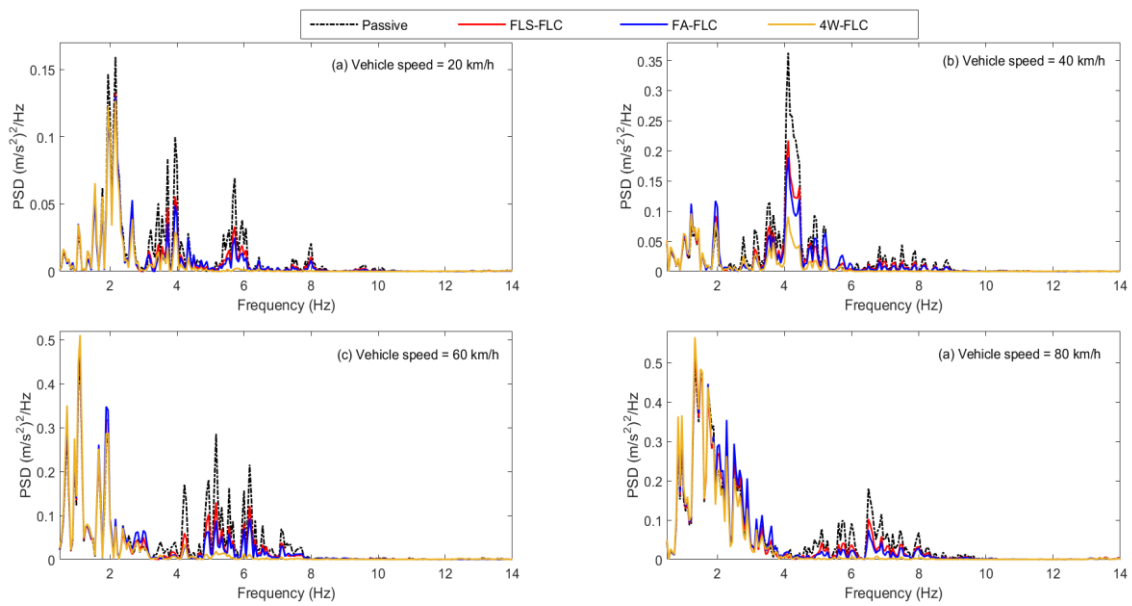 Passive FLS-FLC FA-FLC 4W-FLC
(a) Vehicle speed = 20 km/h
PSD (m/s²)²/Hz
0.15
0.1
0.05
0
2 4 6 8 10 12 14
Frequency (Hz)
(b) Vehicle speed = 40 km/h
PSD (m/s²)²/Hz
0.35
0.3
0.25
0.2
0.15
0.1
0.05
0
2 4 6 8 10 12 14
Frequency (Hz)
(c) Vehicle speed = 60 km/h
PSD (m/s²)²/Hz
0.5
0.4
0.3
0.2
0.1
0
2 4 6 8 10 12 14
Frequency (Hz)
(a) Vehicle speed = 80 km/h
PSD (m/s²)²/Hz
0.5
0.4
0.3
0.2
0.1
0
2 4 6 8 10 12 14
Frequency (Hz)